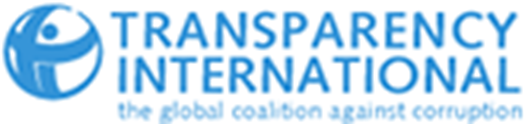 TRANSPARENCY
INTERNATIONAL
the global coalition against corruption